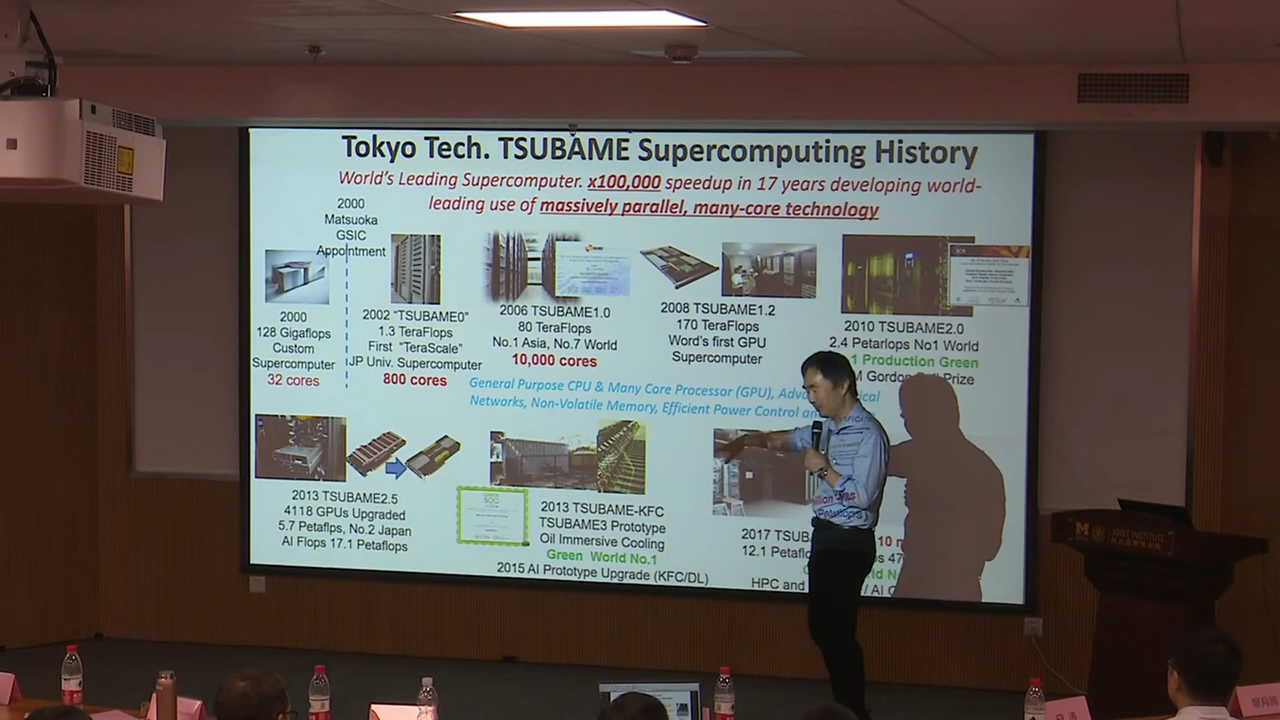 Tokyo Tech. TSUBAME Supercomputing History
World's Leading Supercomputer. x100,000 speedup in 17 years developing world-
leading use of massively parallel, many-core technology
2000
Matsuoka
GSIC
Appointment
2000
128 Gigaflops
Custom
Supercomputer
32 cores
2002 "TSUBAME0"
1.3 TeraFlops
First "TeraScale"
JP Univ. Supercomputer
800 cores
2006 TSUBAME1.0
80 TeraFlops
No.1 Asia, No.7 World
10,000 cores
2008 TSUBAME1.2
170 TeraFlops
Word's first GPU
Supercomputer
2010 TSUBAME2.0
2.4 Petaflops No1 World
1 Production Green
M Gordon Prize
General Purpose CPU & Many Core Processor (GPU),
Networks, Non-Volatile Memory, Efficient Power Control
2013 TSUBAME2.5
4118 GPUs Upgraded
5.7 Petaflps, No.2 Japan
AI Flops 17.1 Petaflops
2013 TSUBAME-KFC
TSUBAME3 Prototype
Oil Immersive Cooling
Green World No.1
2015 AI Prototype Upgrade (KFC/DL)
2017
12.1
HPC and
JOINT INSTITUTE